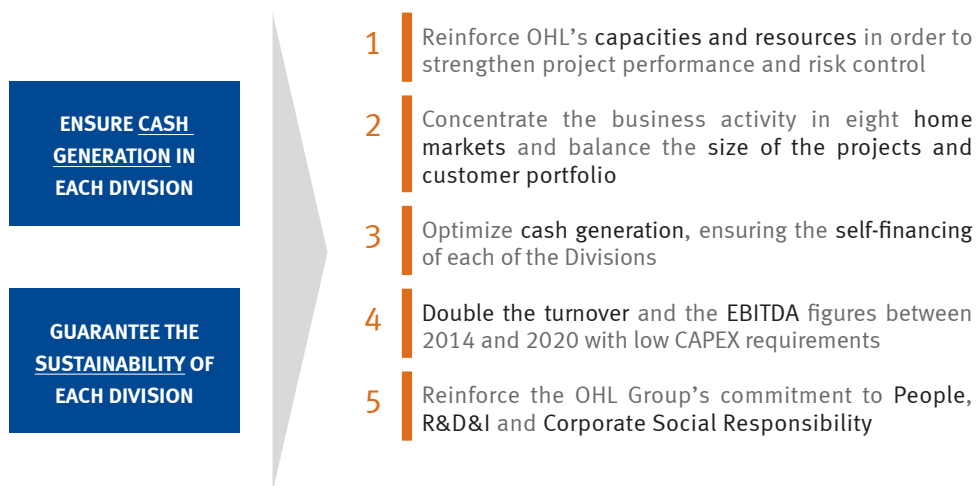 ENSURE CASH
GENERATION IN
EACH DIVISION
GUARANTEE THE
SUSTAINABILITY OF
EACH DIVISION
1 Reinforce OHL’s capacities and resources in order to
strengthen project performance and risk control
2 Concentrate the business activity in eight home
markets and balance the size of the projects and
customer portfolio
3 Optimize cash generation, ensuring the self-financing
of each of the Divisions
4 Double the turnover and the EBITDA figures between
2014 and 2020 with low CAPEX requirements
5 Reinforce the OHL Group’s commitment to People,
R&D&I and Corporate Social Responsibility